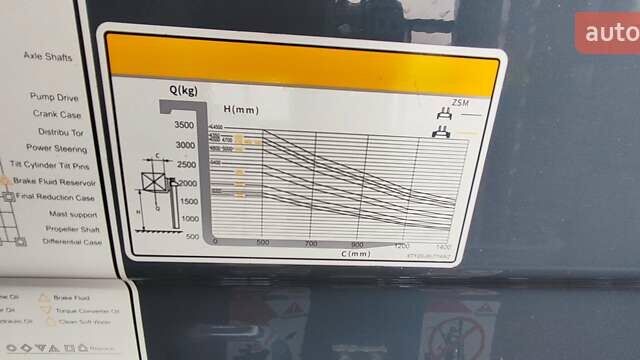 auto
Axle Shafts
Pump Drive
Crank Case
Distribu Tor
Power Steering
Tilt Cylinder Tilt Pins
Brake Fluid Reservoir
Final Reduction Case
Mast support
Propeller Shaft
Differential Case
Brake Fluid
Torque Converter Oil
Clean Soft Water
Q(kg)
H(mm)
ZSM
3500
3000
2500
2000
1750
1500
1000
500
C
Q
H
0
500
700
900
1200
1400
C(mm)